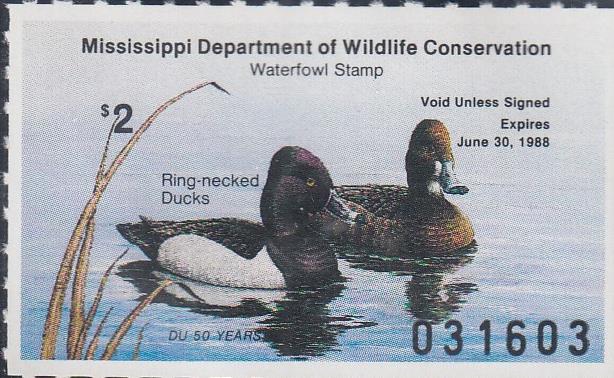 Mississippi Department of Wildlife Conservation
Waterfowl Stamp
$2
Void Unless Signed
Expires
June 30, 1988
Ring-necked
Ducks
DU 50 YEARS
031603